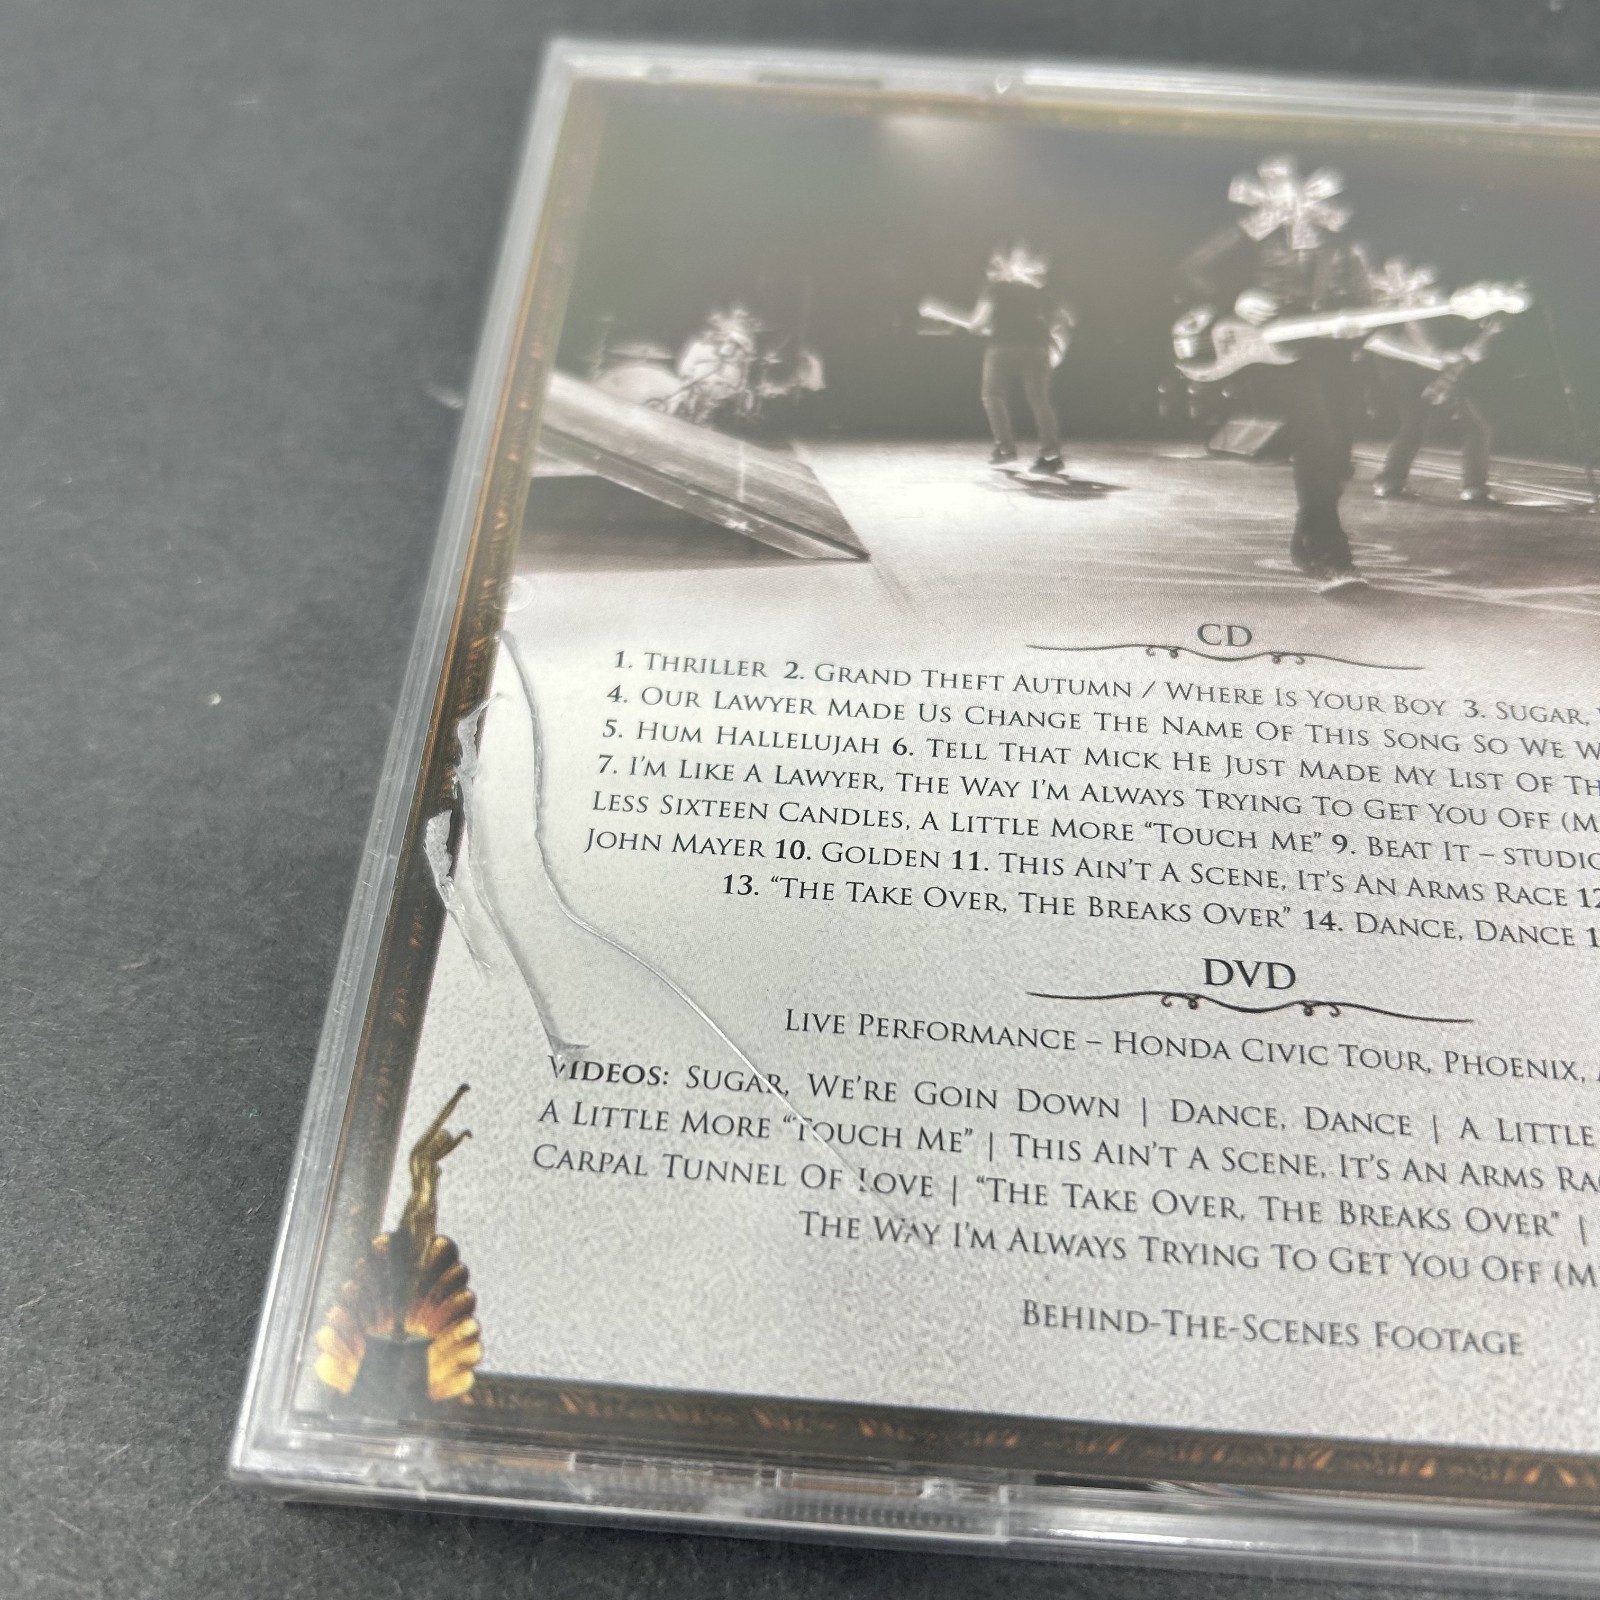 CD
1. Thriller 2. Grand Theft Autumn / Where Is Your Boy 3. Sugar,
4. Our Lawyer Made Us Change The Name Of This Song So We W
5. Hum Hallelujah 6. Tell That Mick He Just Made My List Of Th
7. I'm Like A Lawyer, The Way I'm Always Trying To Get You Off (M
Less Sixteen Candles, A Little More “Touch Me” 9. Beat It – studio
John Mayer 10. Golden 11. This Ain't A Scene, It's An Arms Race 12
13. “The Take Over, The Breaks Over” 14. Dance, Dance 1
DVD
Live Performance – Honda Civic Tour, Phoenix,
Videos: Sugar, We're Goin Down | Dance, Dance | A Little
A Little More “Touch Me” | This Ain't A Scene, It's An Arms Ra
Carpal Tunnel Of Love | “The Take Over, The Breaks Over” |
The Way I'm Always Trying To Get You Off (M
Behind-The-Scenes Footage